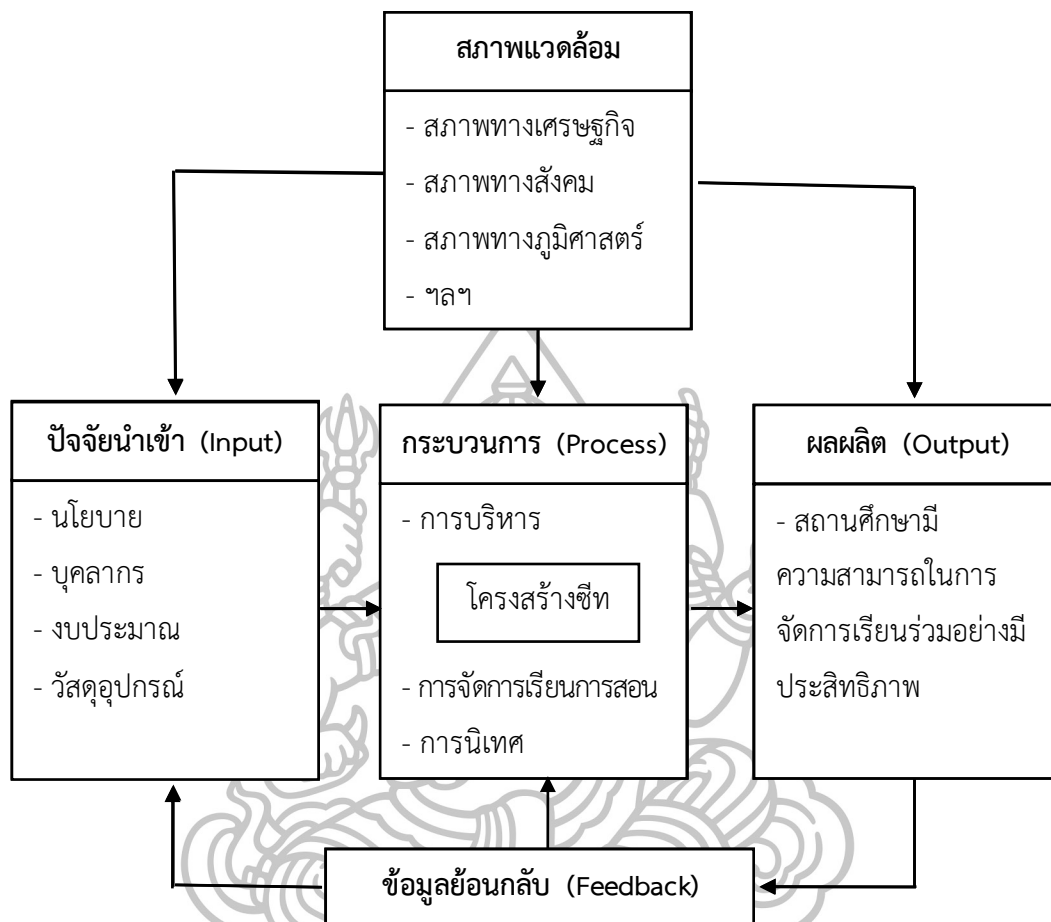 สภาพแวดล้อม
- สภาพทางเศรษฐกิจ
- สภาพทางสังคม
- สภาพทางภูมิศาสตร์
- ฯลฯ
ปัจจัยนำเข้า (Input)
- นโยบาย
- บุคลากร
- งบประมาณ
- วัสดุอุปกรณ์
กระบวนการ (Process)
- การบริหาร
โครงสร้างซีท
- การจัดการเรียนการสอน
- การนิเทศ
ผลผลิต (Output)
- สถานศึกษามี
ความสามารถในการ
จัดการเรียนร่วมอย่างมี
ประสิทธิภาพ
ข้อมูลย้อนกลับ (Feedback)